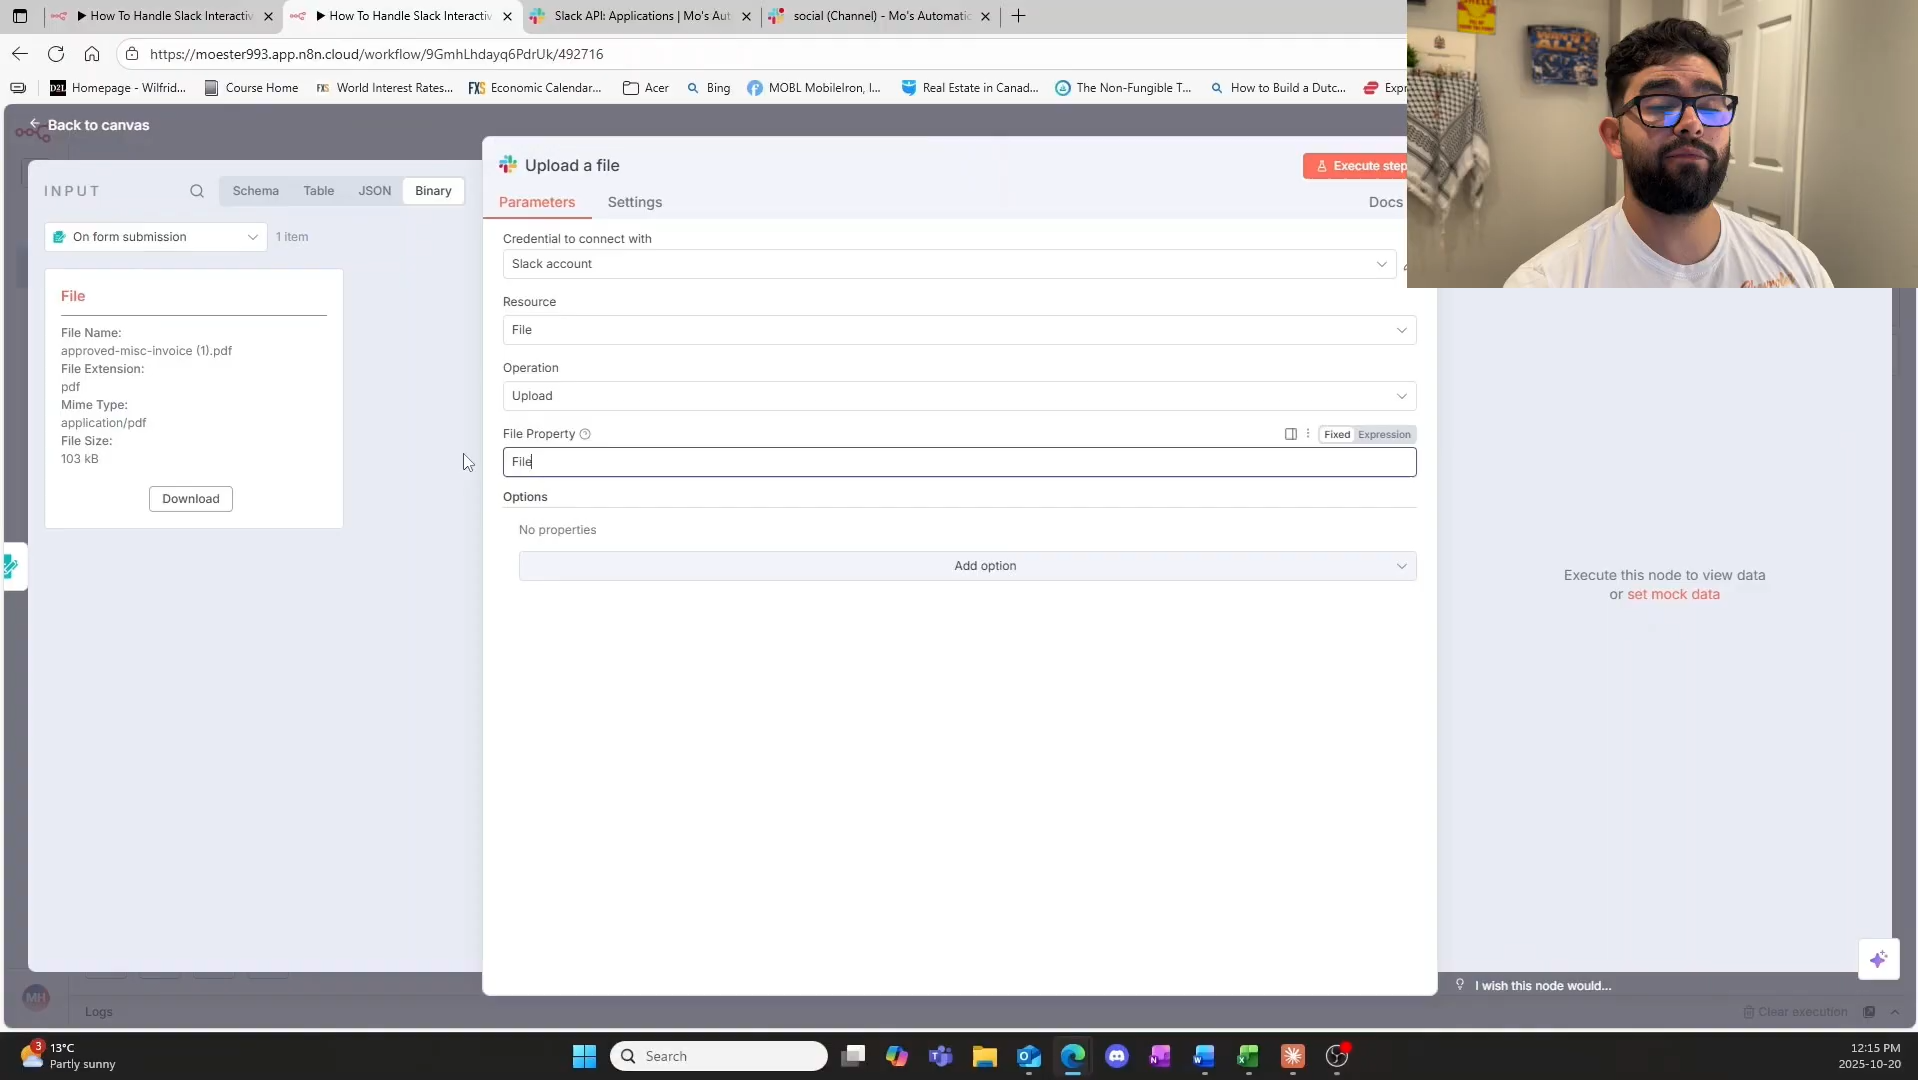 ▶ How To Handle Slack Interactiv
▶ How To Handle Slack Interactiv
Slack API: Applications | Mo's Aut
social (Channel) - Mo's Automatic
https://moester993.app.n8n.cloud/workflow/9GmhLhdayq6PdrUk/492716
D2L
Homepage - Wilfrid...
Course Home
FXS
World Interest Rates...
FXS
Economic Calendar...
Acer
Bing
MOBL MobileIron, I...
Real Estate in Canad...
The Non-Fungible T...
How to Build a Dutc...
Back to canvas
INPUT
Schema
Table
JSON
Binary
On form submission
1 item
File
File Name:
approved-misc-invoice (1).pdf
File Extension:
pdf
Mime Type:
application/pdf
File Size:
103 kB
Download
Upload a file
Execute step
Parameters
Settings
Docs
Credential to connect with
Slack account
Resource
File
Operation
Upload
File Property
Fixed
Expression
File
Options
No properties
Add option
Execute this node to view data
or set mock data
I wish this node would...
MH
Logs
Clear execution
3
13°C
Partly sunny
Search
12:15 PM
2025-10-20